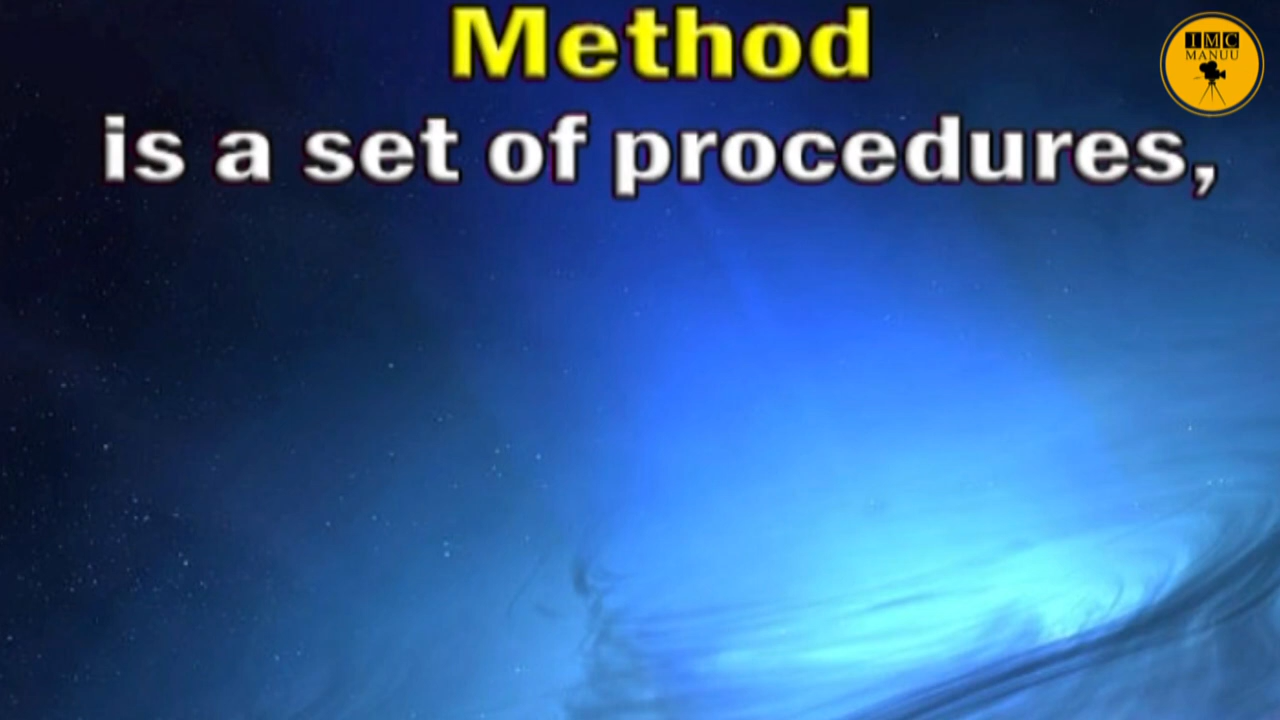 Method
is a set of procedures,
IMC
MANUU